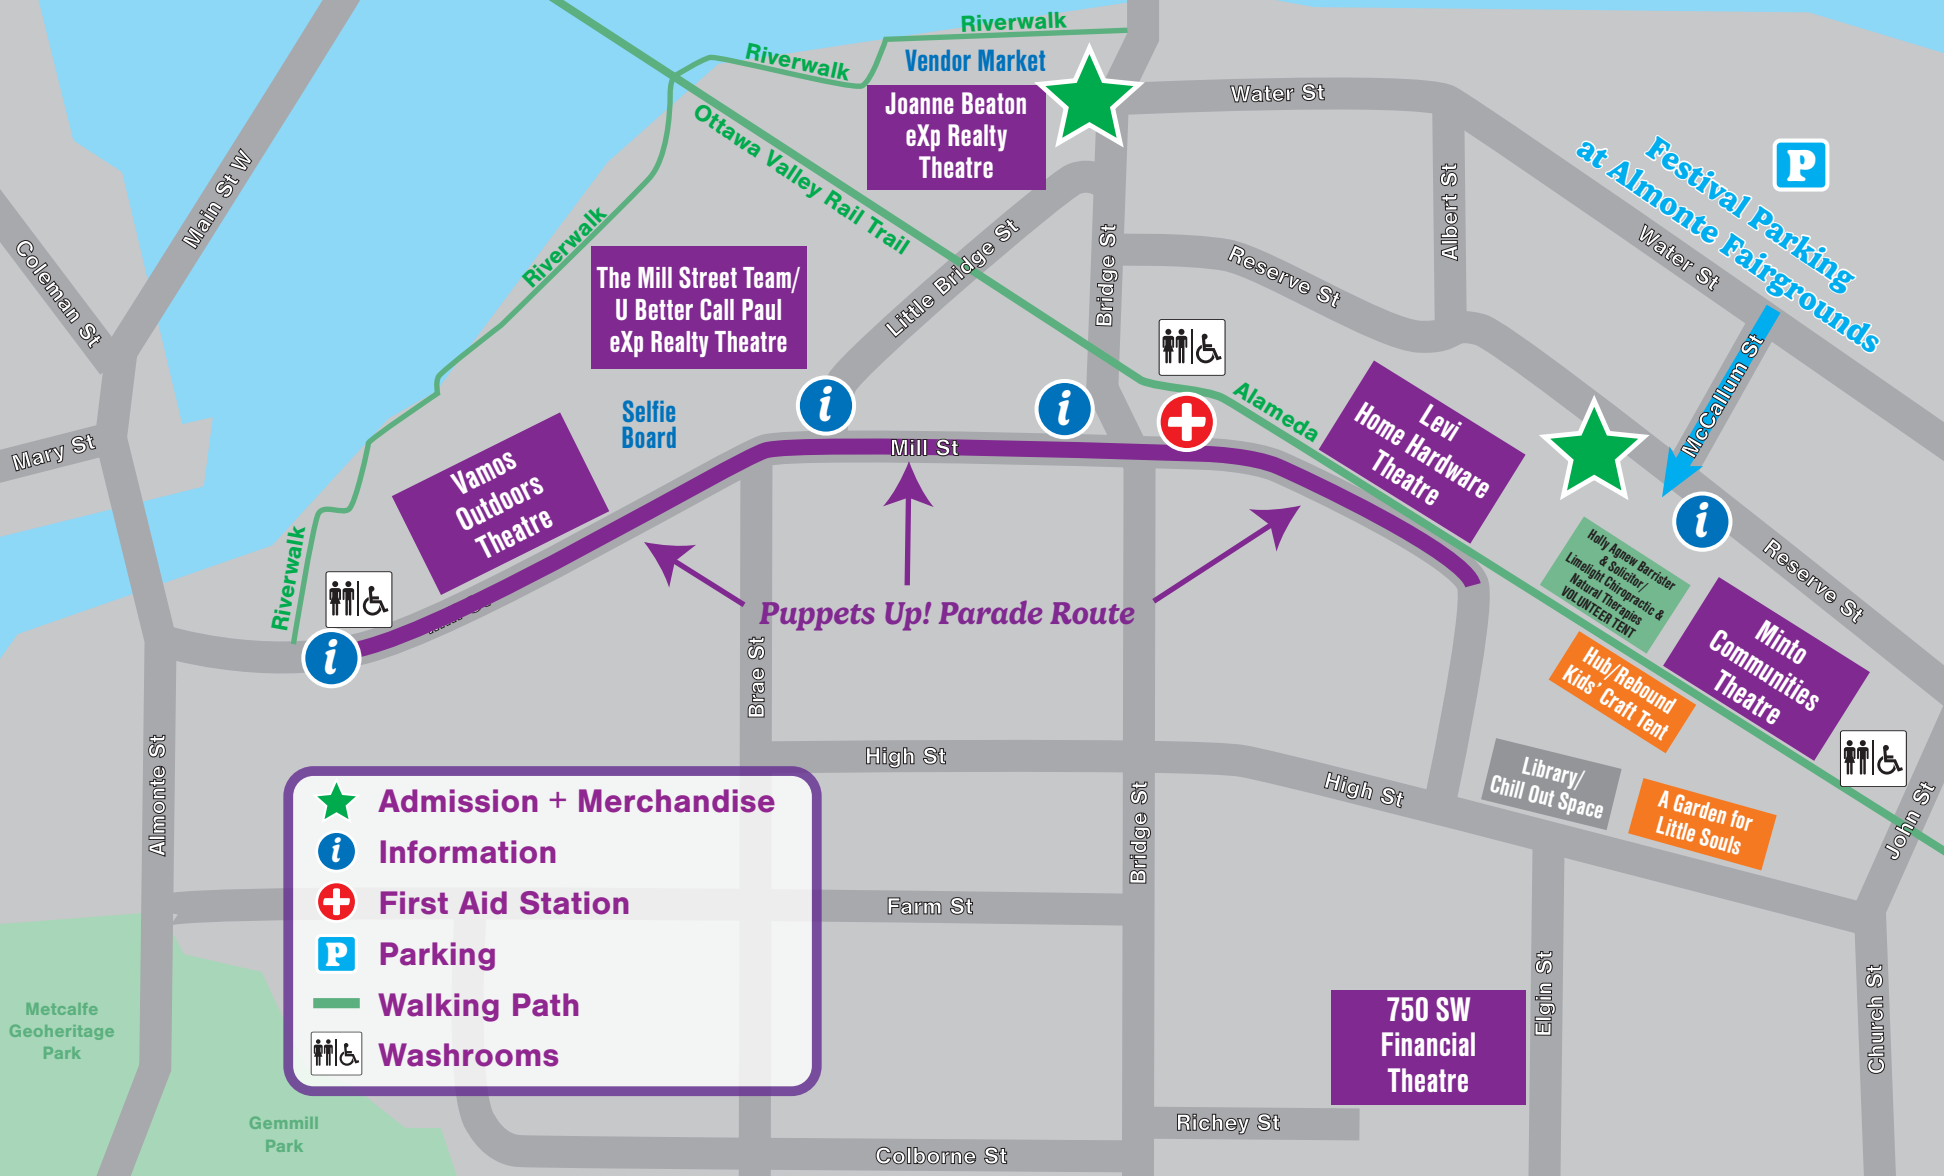 Riverwalk
Riverwalk
Vendor Market
Joanne Beaton
eXp Realty
Theatre
Water St
Ottawa Valley Rail Trail
Main St W
Coleman St
Mary St
Riverwalk
Little Bridge St
Bridge St
Reserve St
Albert St
P
Festival Parking
at Almonte Fairgrounds
Water St
McCallum St
The Mill Street Team/
U Better Call Paul
eXp Realty Theatre
Selfie
Board
i
i
Mill St
Alameda
Levi
Home Hardware
Theatre
i
Reserve St
Vamos
Outdoors
Theatre
Riverwalk
i
Puppets Up! Parade Route
Holly Agnew Barrister
& Solicitor/
Limelight Chiropractic &
Natural Therapies
VOLUNTEER TENT
Minto
Communities
Theatre
Hub/Rebound
Kids' Craft Tent
Library/
Chill Out Space
A Garden for
Little Souls
John St
Brae St
High St
High St
Almonte St
Bridge St
Farm St
Elgin St
Church St
750 SW
Financial
Theatre
Richey St
Colborne St
Metcalfe
Geoheritage
Park
Gemmill
Park
Admission + Merchandise
i Information
First Aid Station
P Parking
Walking Path
Washrooms